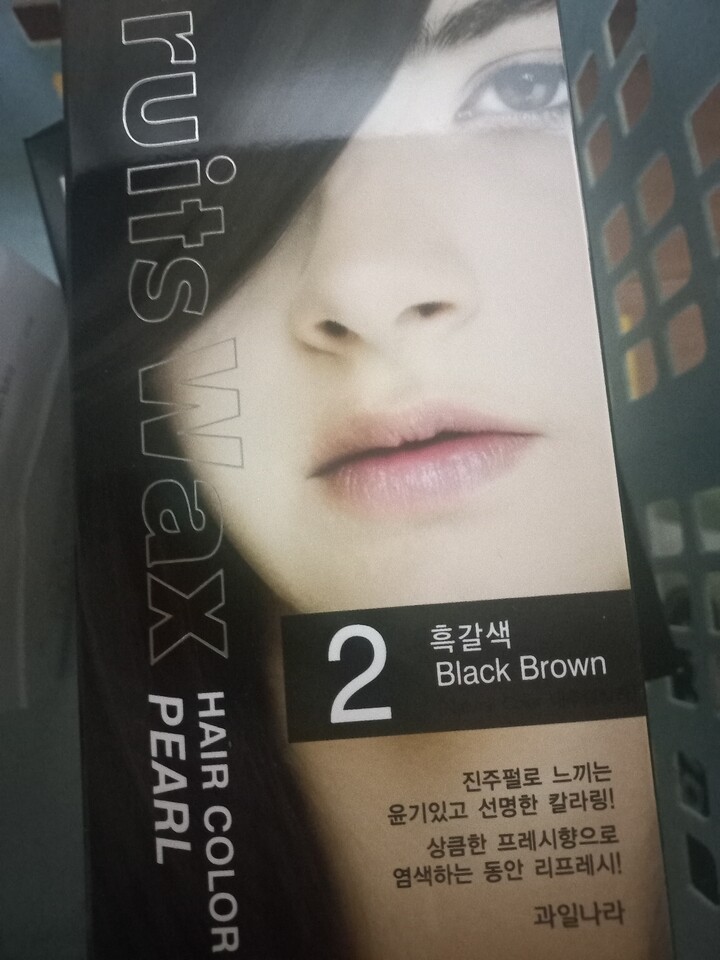 ruits wax
HAIR COLOR
PEARL
2
흑갈색
Black Brown
진주펄로 느끼는
윤기있고 선명한 칼라링!
상큼한 프레시향으로
염색하는 동안 리프레시!
과일나라